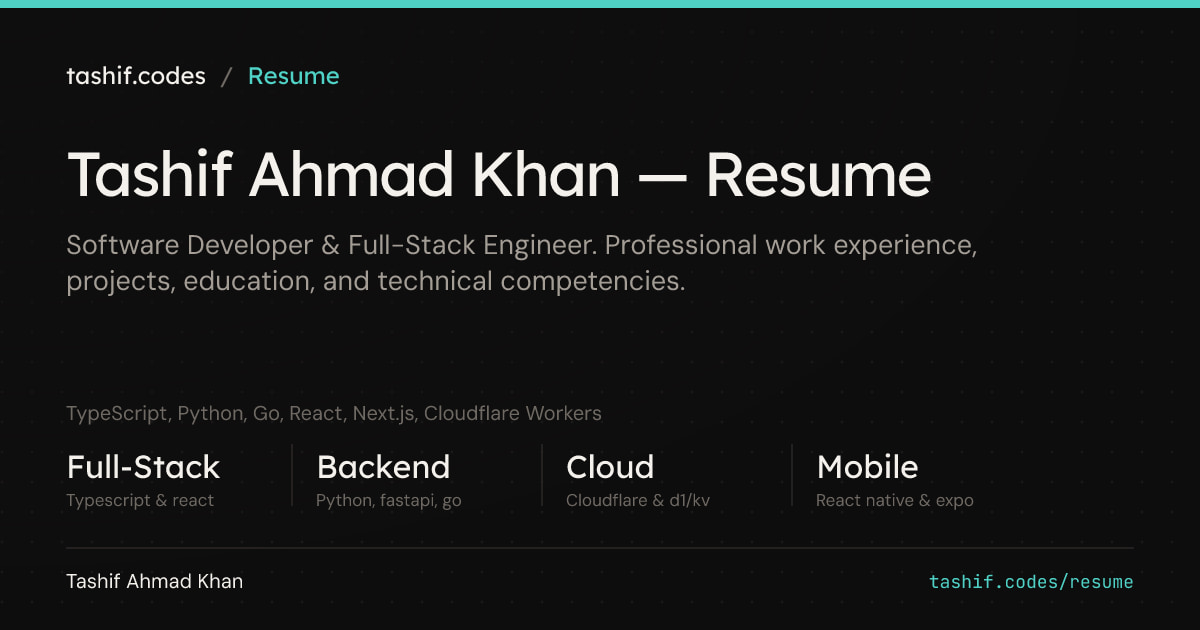 tashif.codes / Resume
Tashif Ahmad Khan — Resume
Software Developer & Full-Stack Engineer. Professional work experience,
projects, education, and technical competencies.
TypeScript, Python, Go, React, Next.js, Cloudflare Workers
Full-Stack
Typescript & react
Backend
Python, fastapi, go
Cloud
Cloudflare & d1/kv
Mobile
React native & expo
Tashif Ahmad Khan
tashif.codes/resume